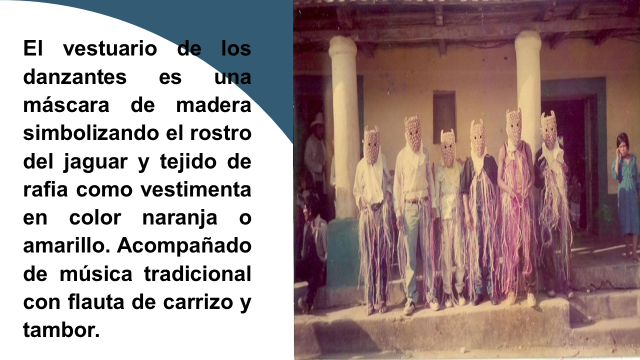 El vestuario de los
danzantes es una
máscara de madera
simbolizando el rostro
del jaguar y tejido de
rafia como vestimenta
en color naranja o
amarillo. Acompañado
de música tradicional
con flauta de carrizo y
tambor.